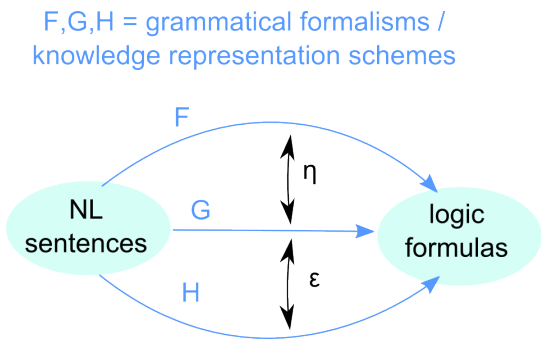 F,G,H = grammatical formalisms /
knowledge representation schemes
F
η
NL
sentences
G
logic
formulas
ε
H